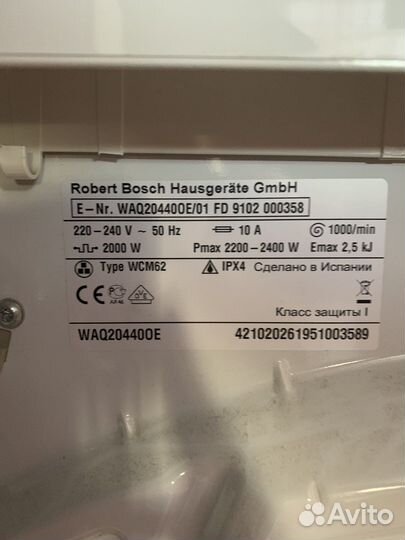 Robert Bosch Hausgeräte GmbH
E–Nr. WAQ20440OE/01 FD 9102 000358
220–240 V ~ 50 Hz 10 A 1000/min
2000 W Pmax 2200–2400 W Emax 2,5 kJ
Type WCM62 IPX4 Сделано в Испании
CE
Класс защиты I
WAQ20440OE 421020261951003589
Avito